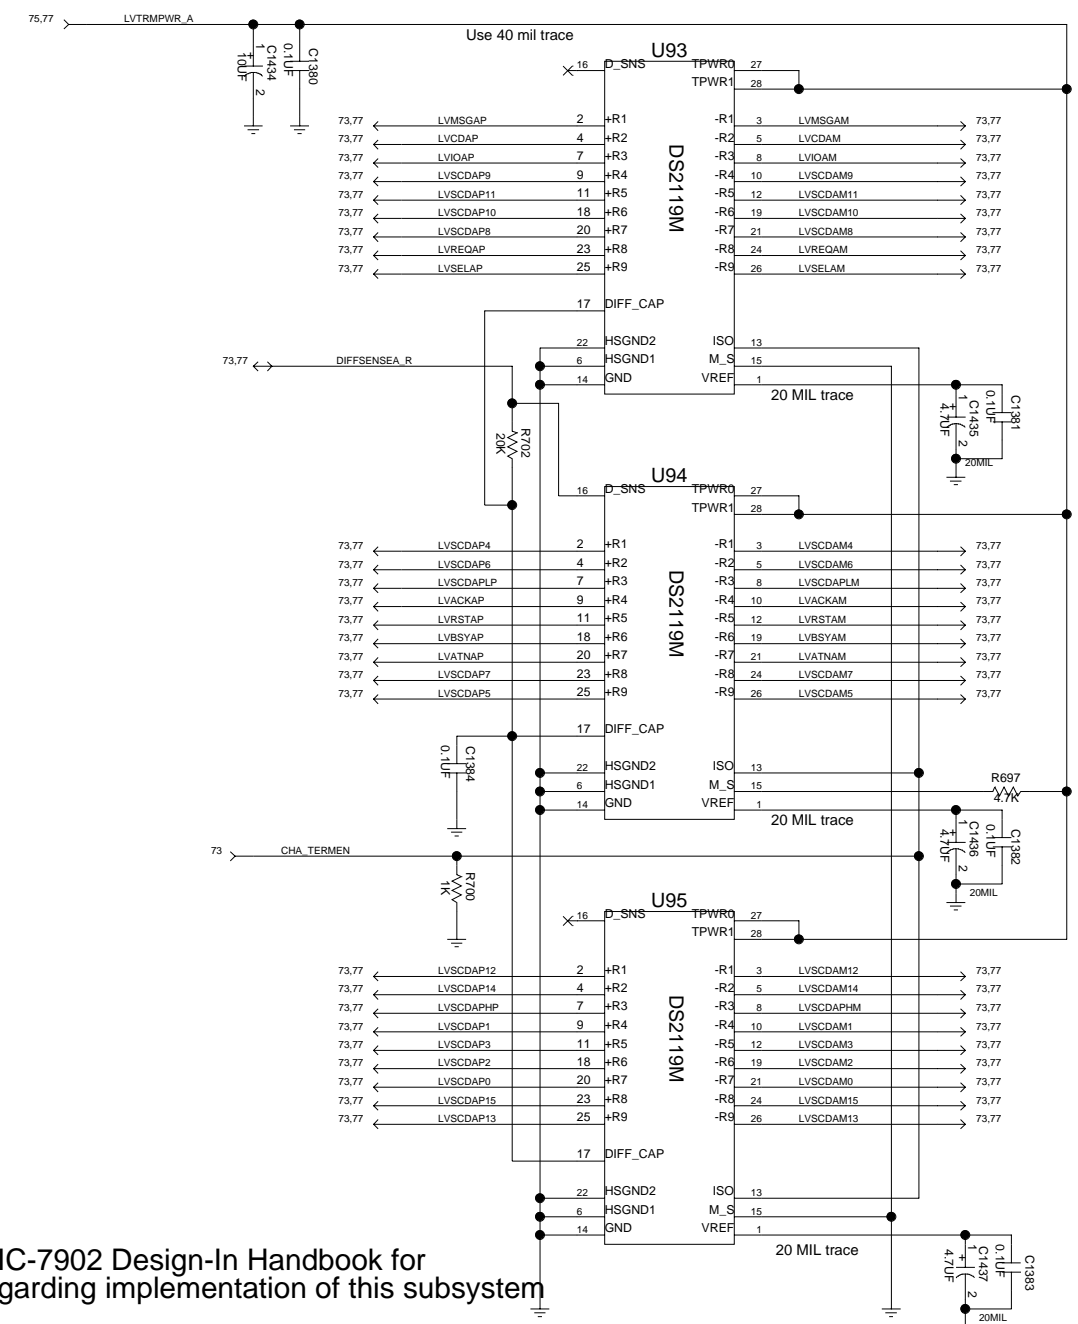 75,77 LVTRMPWR_A
Use 40 mil trace
C1434 10UF 1 + 2
C1380 0.1UF
U93
DS2119M
16 D_SNS TPWR0 27
TPWR1 28
73,77 LVMSGAP 2 +R1 -R1 3 LVMSGAM 73,77
73,77 LVCDAP 4 +R2 -R2 5 LVCDAM 73,77
73,77 LVIOAP 7 +R3 -R3 8 LVIOAM 73,77
73,77 LVSCDAP9 9 +R4 -R4 10 LVSCDAM9 73,77
73,77 LVSCDAP11 11 +R5 -R5 12 LVSCDAM11 73,77
73,77 LVSCDAP10 18 +R6 -R6 19 LVSCDAM10 73,77
73,77 LVSCDAP8 20 +R7 -R7 21 LVSCDAM8 73,77
73,77 LVREQAP 23 +R8 -R8 24 LVREQAM 73,77
73,77 LVSELAP 25 +R9 -R9 26 LVSELAM 73,77
17 DIFF_CAP
22 HSGND2 ISO 13
6 HSGND1 M_S 15
14 GND VREF 1
20 MIL trace
73,77 DIFFSENSEA_R
R702 20K
C1435 4.7UF 1 + 2
C1381 0.1UF
20MIL
U94
DS2119M
16 D_SNS TPWR0 27
TPWR1 28
73,77 LVSCDAP4 2 +R1 -R1 3 LVSCDAM4 73,77
73,77 LVSCDAP6 4 +R2 -R2 5 LVSCDAM6 73,77
73,77 LVSCDAPLP 7 +R3 -R3 8 LVSCDAPLM 73,77
73,77 LVACKAP 9 +R4 -R4 10 LVACKAM 73,77
73,77 LVRSTAP 11 +R5 -R5 12 LVRSTAM 73,77
73,77 LVBSYAP 18 +R6 -R6 19 LVBSYAM 73,77
73,77 LVATNAP 20 +R7 -R7 21 LVATNAM 73,77
73,77 LVSCDAP7 23 +R8 -R8 24 LVSCDAM7 73,77
73,77 LVSCDAP5 25 +R9 -R9 26 LVSCDAM5 73,77
17 DIFF_CAP
C1384 0.1UF
22 HSGND2 ISO 13
6 HSGND1 M_S 15
14 GND VREF 1
R697 4.7K
20 MIL trace
C1436 4.7UF 1 + 2
C1382 0.1UF
20MIL
73 CHA_TERMEN
R700 1K
U95
DS2119M
16 D_SNS TPWR0 27
TPWR1 28
73,77 LVSCDAP12 2 +R1 -R1 3 LVSCDAM12 73,77
73,77 LVSCDAP14 4 +R2 -R2 5 LVSCDAM14 73,77
73,77 LVSCDAPHP 7 +R3 -R3 8 LVSCDAPHM 73,77
73,77 LVSCDAP1 9 +R4 -R4 10 LVSCDAM1 73,77
73,77 LVSCDAP3 11 +R5 -R5 12 LVSCDAM3 73,77
73,77 LVSCDAP2 18 +R6 -R6 19 LVSCDAM2 73,77
73,77 LVSCDAP0 20 +R7 -R7 21 LVSCDAM0 73,77
73,77 LVSCDAP15 23 +R8 -R8 24 LVSCDAM15 73,77
73,77 LVSCDAP13 25 +R9 -R9 26 LVSCDAM13 73,77
17 DIFF_CAP
22 HSGND2 ISO 13
6 HSGND1 M_S 15
14 GND VREF 1
20 MIL trace
C1437 4.7UF 1 + 2
C1383 0.1UF
20MIL
IC-7902 Design-In Handbook for
garding implementation of this subsystem